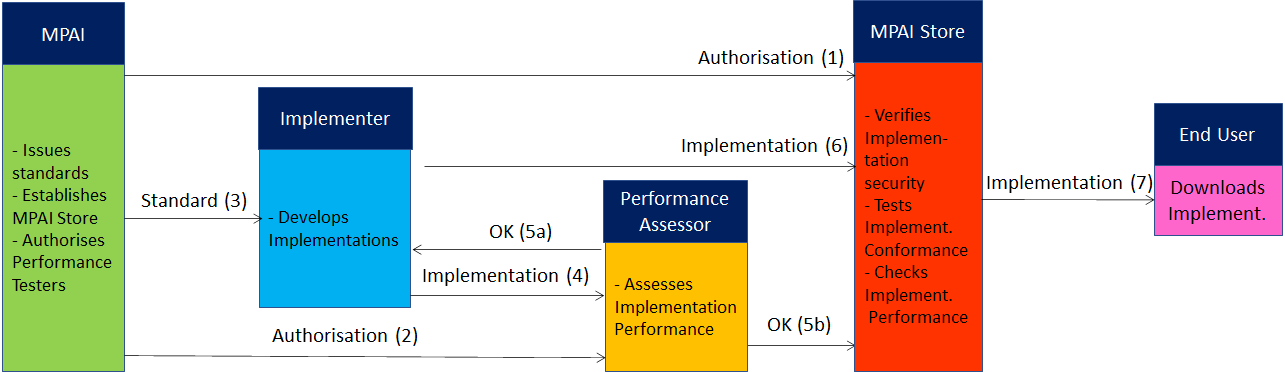 MPAI
- Issues
standards
- Establishes
MPAI Store
- Authorises
Performance
Testers
Authorisation (1)
Standard (3)
Authorisation (2)
Implementer
- Develops
Implementations
Implementation (6)
OK (5a)
Implementation (4)
Performance
Assessor
- Assesses
Implementation
Performance
OK (5b)
MPAI Store
- Verifies
Implemen-
tation
security
- Tests
Implement.
Conformance
- Checks
Implement.
Performance
Implementation (7)
End User
Downloads
Implement.